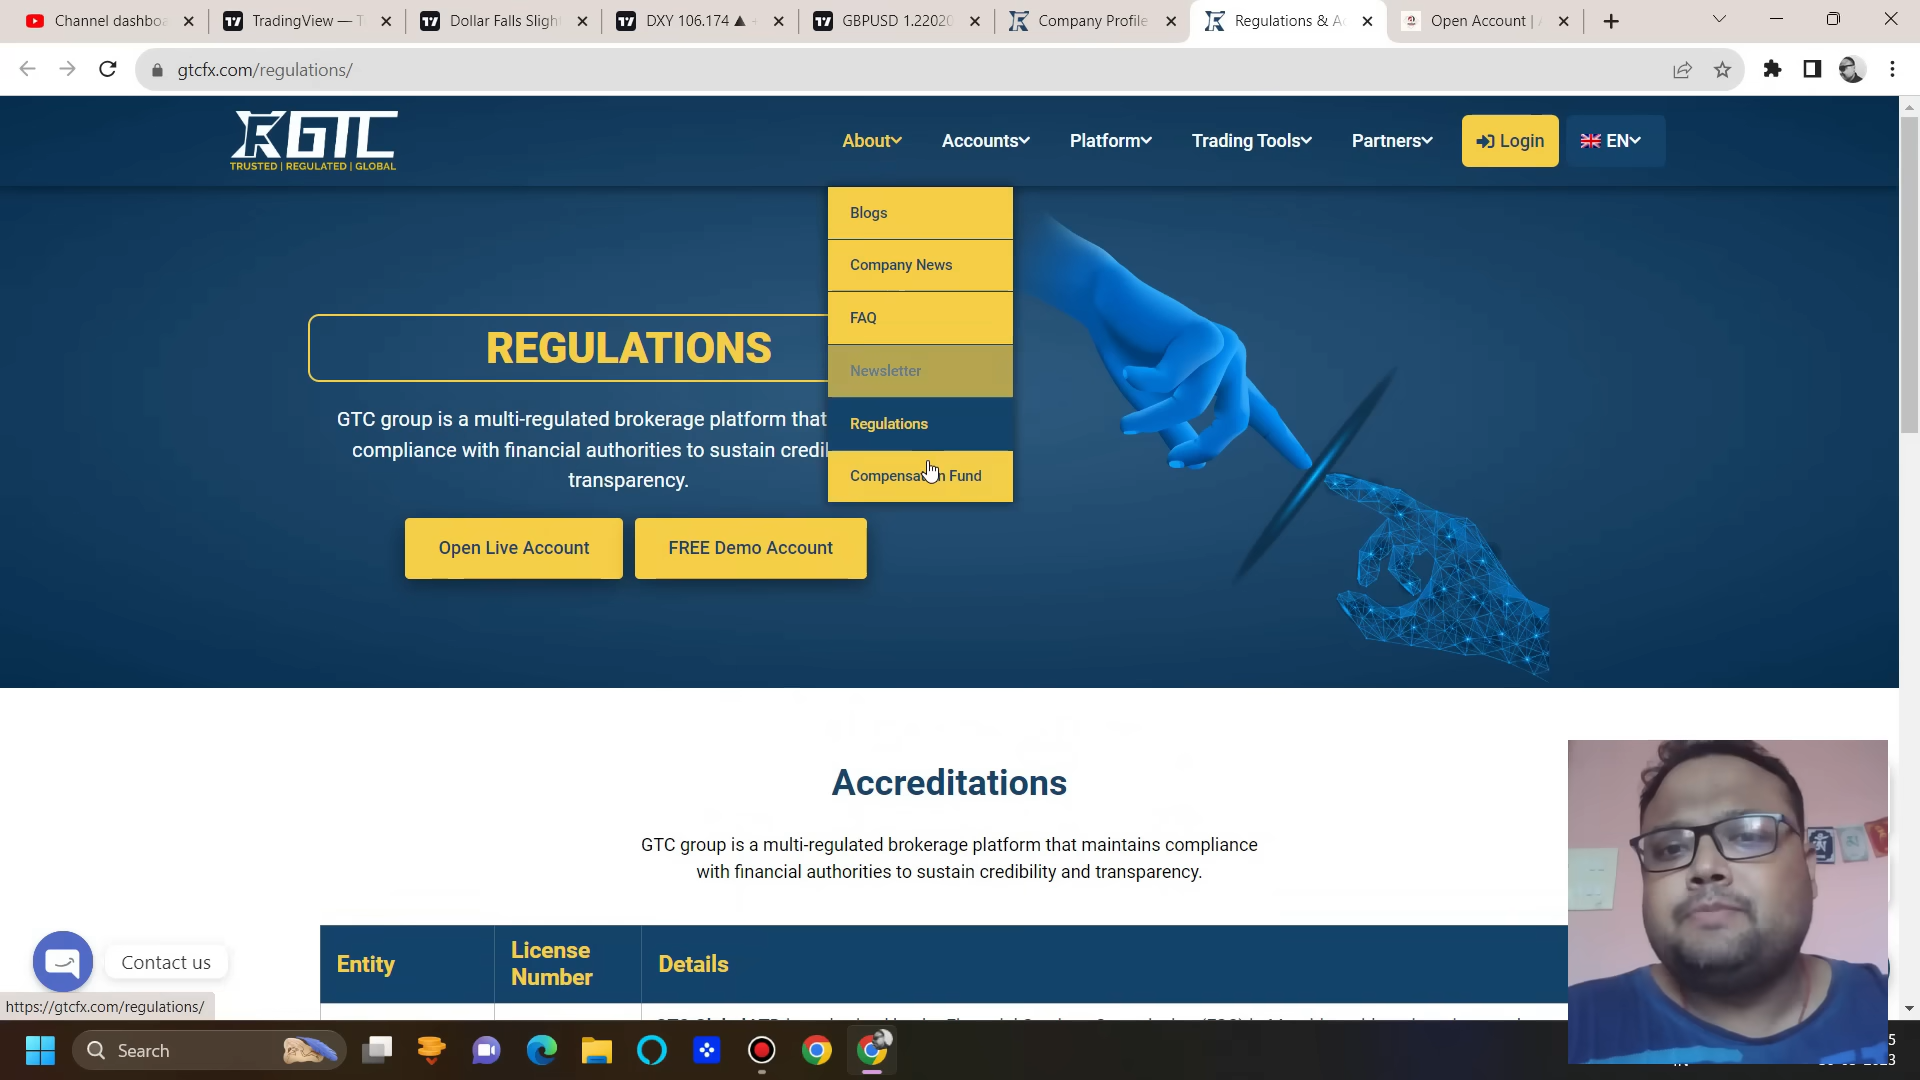 Channel dashboa
TradingView — T
Dollar Falls Sligh
DXY 106.174 ▲
GBPUSD 1.22020
Company Profile
Regulations & A
Open Account |
gtcfx.com/regulations/
GTC
TRUSTED | REGULATED | GLOBAL
About
Accounts
Platform
Trading Tools
Partners
Login
EN
Blogs
Company News
FAQ
Newsletter
Regulations
Compensation Fund
REGULATIONS
GTC group is a multi-regulated brokerage platform that
compliance with financial authorities to sustain credi
transparency.
Open Live Account
FREE Demo Account
Accreditations
GTC group is a multi-regulated brokerage platform that maintains compliance
with financial authorities to sustain credibility and transparency.
Entity
License
Number
Details
Contact us
https://gtcfx.com/regulations/
Search